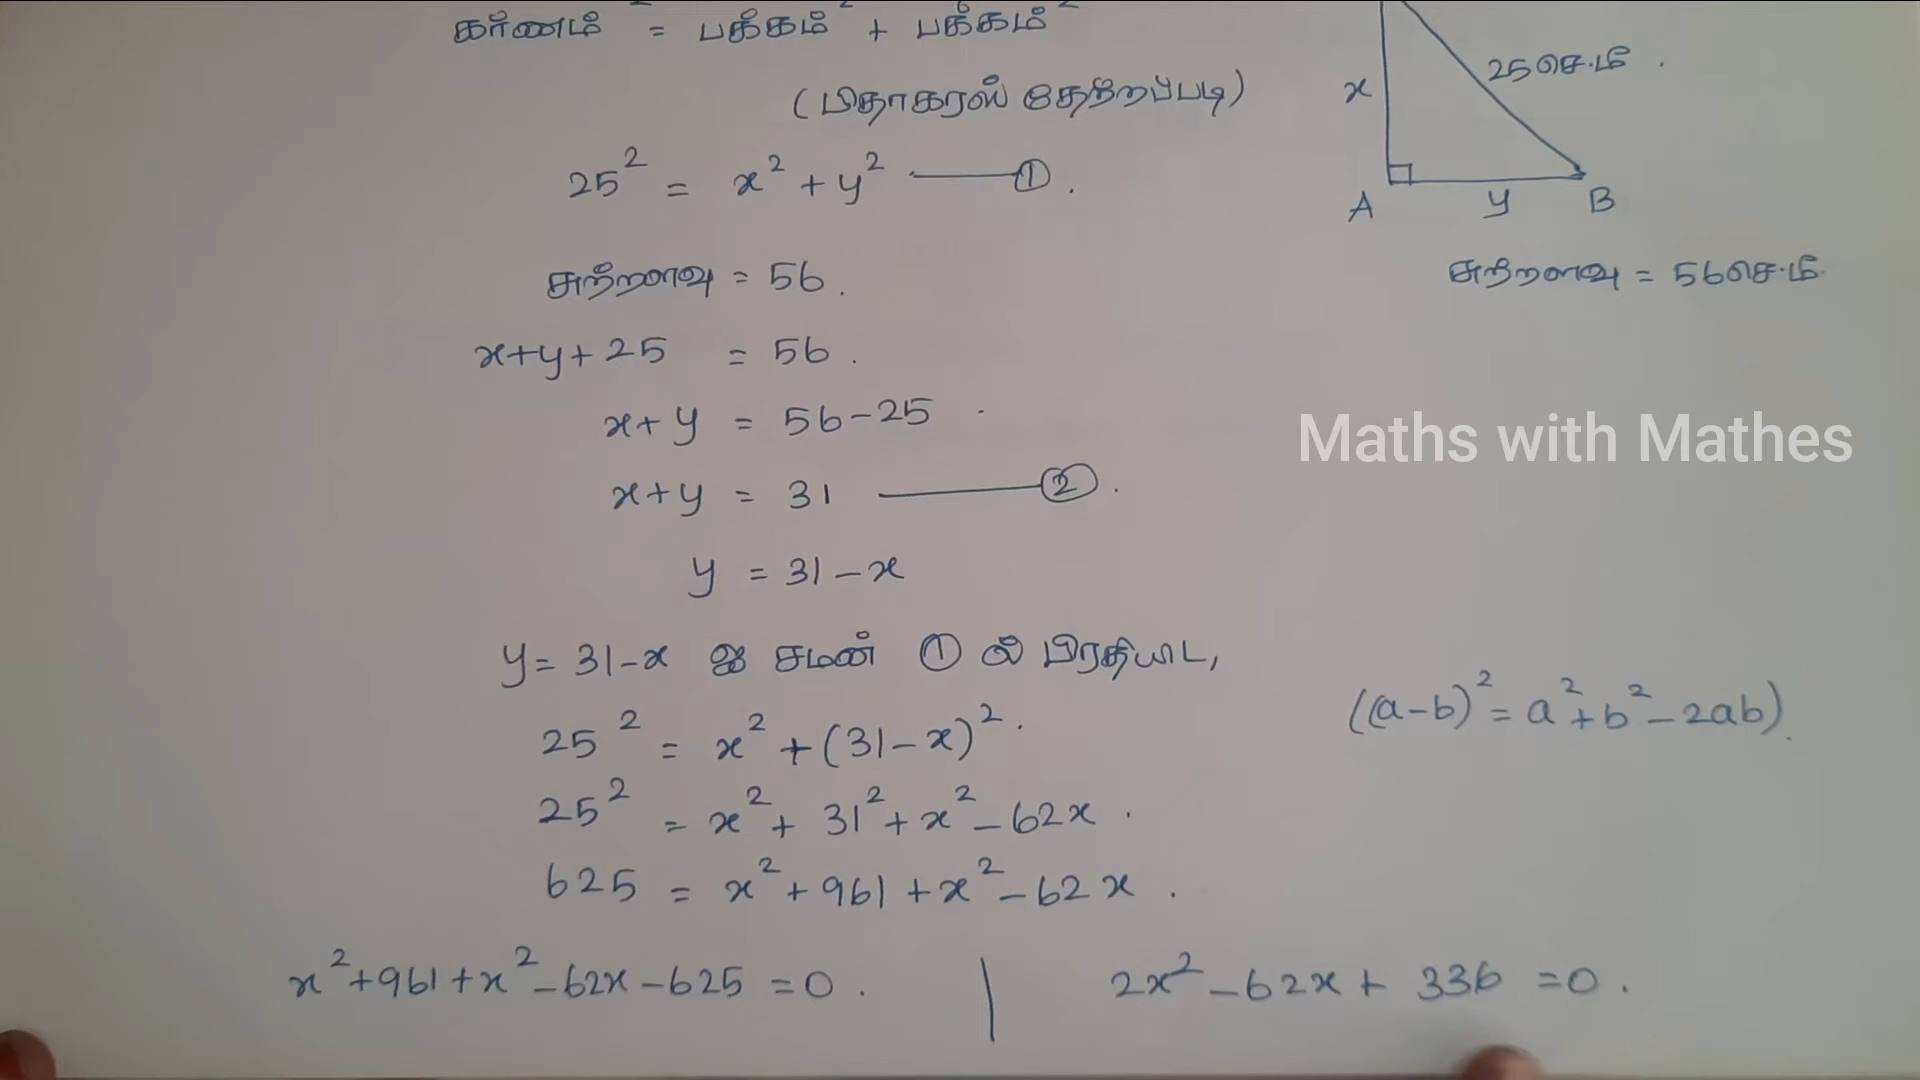 கர்ணம்² = பக்கம்² + பக்கம்²
(பிதாகரஸ் தேற்றப்படி)
25² = x² + y² ——— ①.
சுற்றளவு = 56.
x+y+25 = 56.
x+y = 56-25
x+y = 31 ——— ②.
y = 31-x
y = 31-x ஐ சமன் ① ல் பிரதியிட,
25² = x² + (31-x)².
25² = x² + 31² + x² - 62x.
625 = x² + 961 + x² - 62x.
x² + 961 + x² - 62x - 625 = 0.
2x² - 62x + 336 = 0.
x
25 செ.மீ.
A
y
B
சுற்றளவு = 56 செ.மீ.
Maths with Mathes
((a-b)² = a² + b² - 2ab).